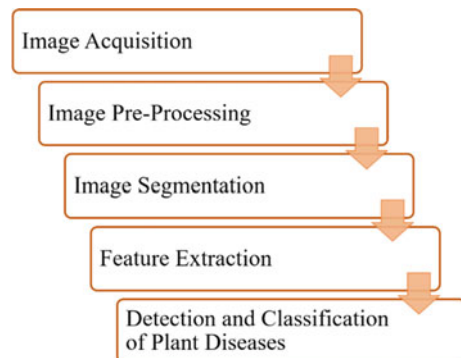 Image Acquisition
Image Pre-Processing
Image Segmentation
Feature Extraction
Detection and Classification
of Plant Diseases